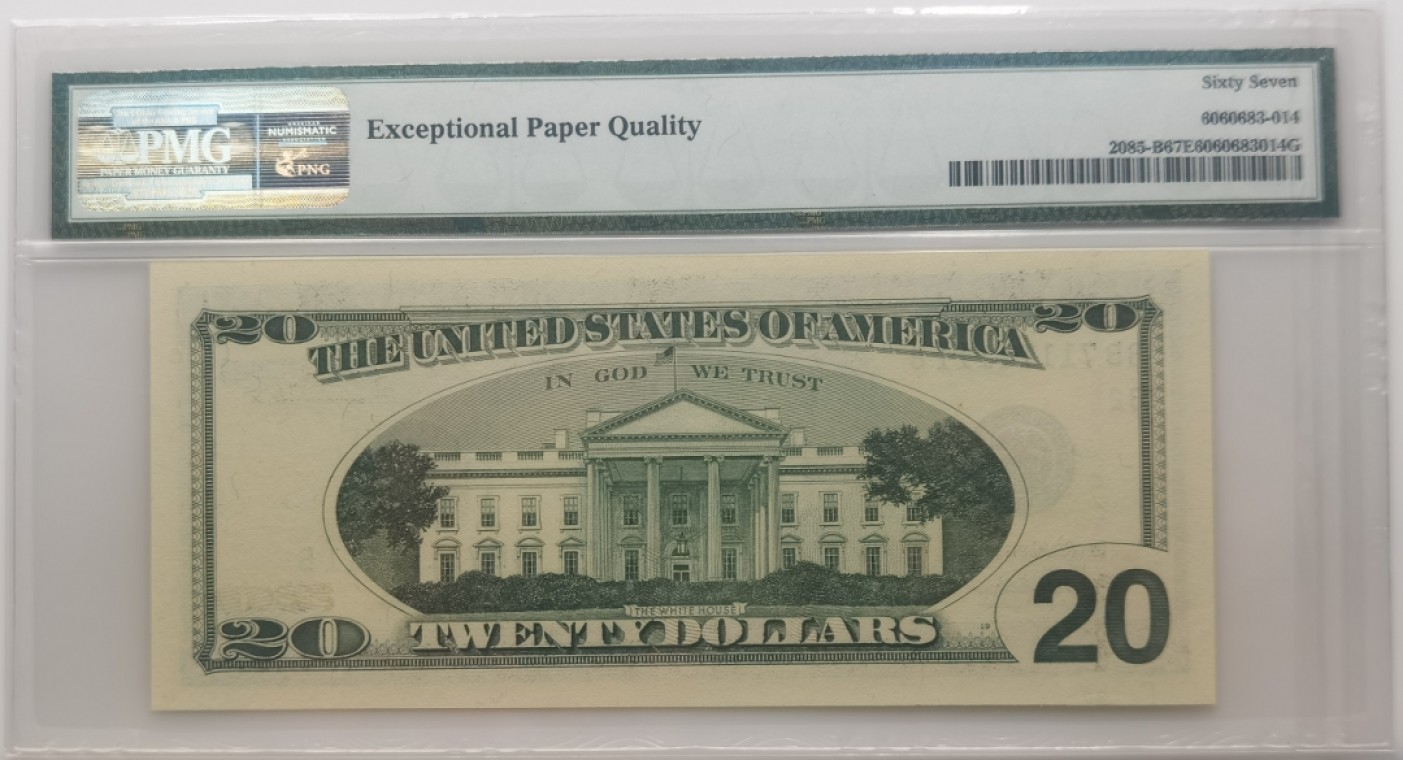 PMG
PAPER MONEY GUARANTY
NUMISMATIC
PNG
Exceptional Paper Quality
Sixty Seven
6060683-014
2085-B67E6060683014G
20
20
THE UNITED STATES OF AMERICA
IN GOD WE TRUST
THE WHITE HOUSE
20
TWENTY DOLLARS
20